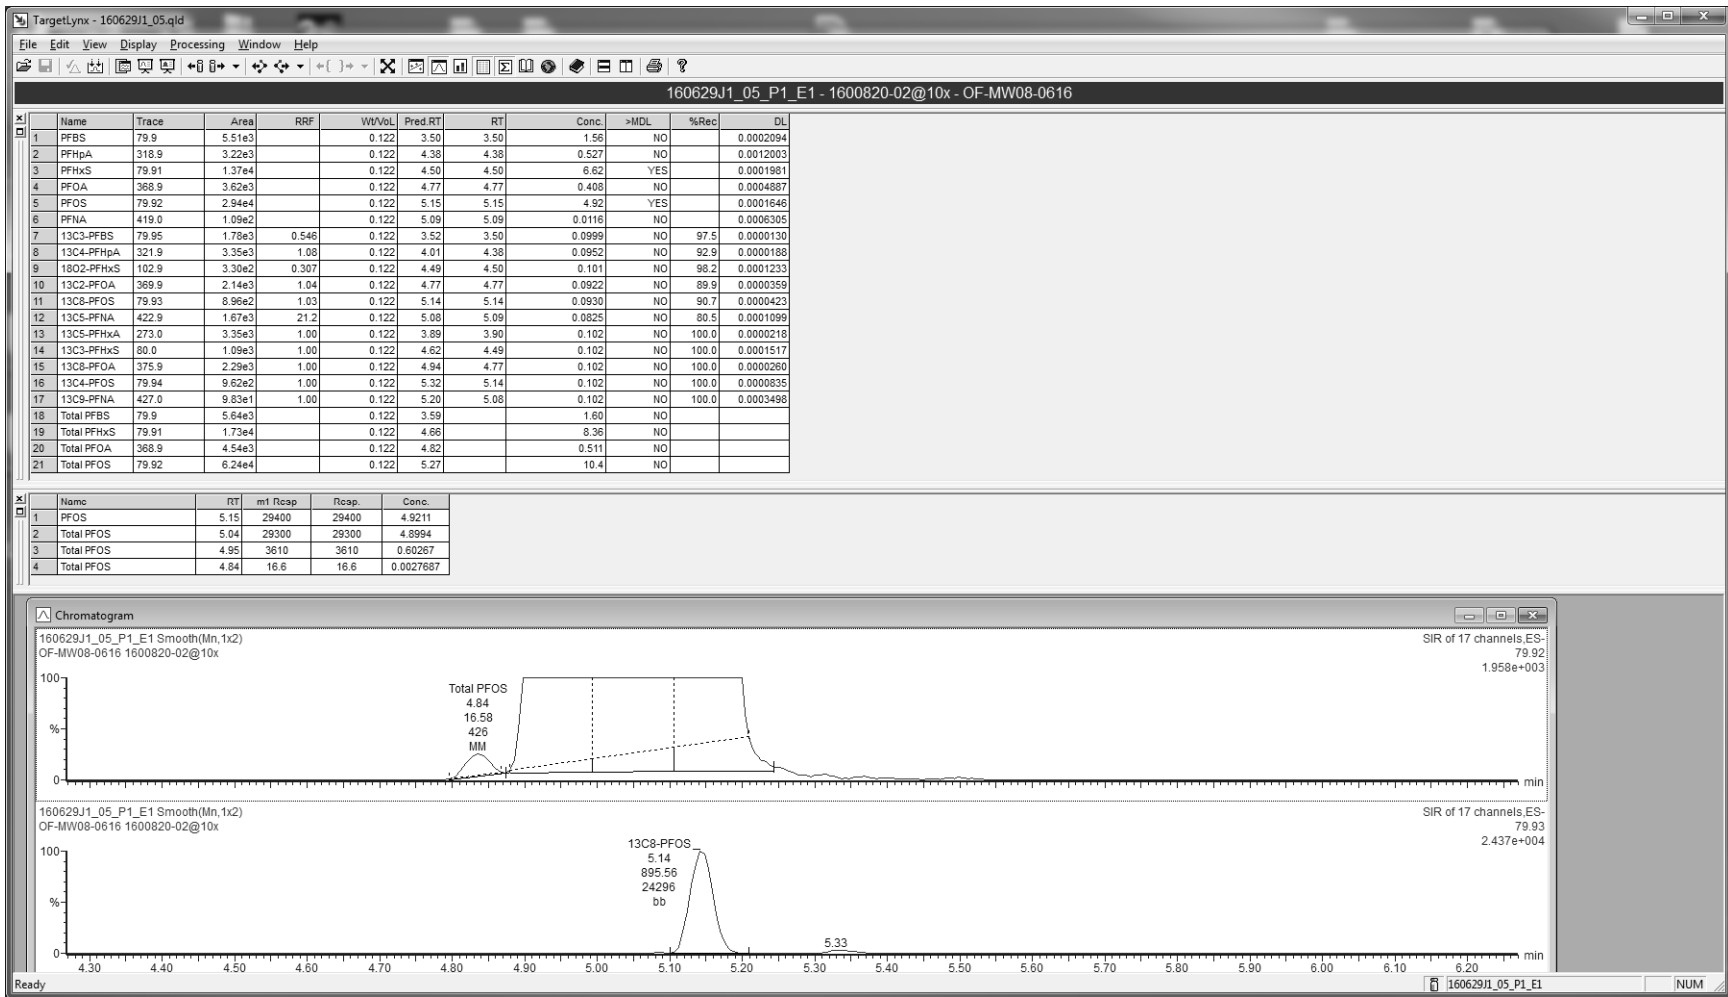 TargetLynx - 160629J1_05.qld
File Edit View Display Processing Window Help
160629J1_05_P1_E1 - 1600820-02@10x - OF-MW08-0616
Name Trace Area RRF Wt/Vol. Pred.RT RT Conc. >MDL %Rec DL
1 PFBS 79.9 5.51e3 0.122 3.50 3.50 1.56 NO 0.0002094
2 PFHpA 318.9 3.22e3 0.122 4.38 4.38 0.527 NO 0.0012003
3 PFHxS 79.91 1.37e4 0.122 4.50 4.50 6.62 YES 0.0001981
4 PFOA 368.9 3.62e3 0.122 4.77 4.77 0.408 NO 0.0004887
5 PFOS 79.92 2.94e4 0.122 5.15 5.15 4.92 YES 0.0001646
6 PFNA 419.0 1.09e2 0.122 5.09 5.09 0.0116 NO 0.0006305
7 13C3-PFBS 79.95 1.78e3 0.546 0.122 3.52 3.50 0.0999 NO 97.5 0.0000130
8 13C4-PFHpA 321.9 3.35e3 1.08 0.122 4.01 4.38 0.0952 NO 92.9 0.0000188
9 18O2-PFHxS 102.9 3.30e2 0.307 0.122 4.49 4.50 0.101 NO 98.2 0.0001233
10 13C2-PFOA 369.9 2.14e3 1.04 0.122 4.77 4.77 0.0922 NO 89.9 0.0000359
11 13C8-PFOS 79.93 8.96e2 1.03 0.122 5.14 5.14 0.0930 NO 90.7 0.0000423
12 13C5-PFNA 422.9 1.67e3 21.2 0.122 5.08 5.09 0.0825 NO 80.5 0.0001099
13 13C5-PFHxA 273.0 3.35e3 1.00 0.122 3.89 3.90 0.102 NO 100.0 0.0000218
14 13C3-PFHxS 80.0 1.09e3 1.00 0.122 4.62 4.49 0.102 NO 100.0 0.0001517
15 13C8-PFOA 375.9 2.29e3 1.00 0.122 4.94 4.77 0.102 NO 100.0 0.0000260
16 13C4-PFOS 79.94 9.62e2 1.00 0.122 5.32 5.14 0.102 NO 100.0 0.0000835
17 13C9-PFNA 427.0 9.83e1 1.00 0.122 5.20 5.08 0.102 NO 100.0 0.0003498
18 Total PFBS 79.9 5.64e3 0.122 3.59 1.60 NO
19 Total PFHxS 79.91 1.73e4 0.122 4.66 8.36 NO
20 Total PFOA 368.9 4.54e3 0.122 4.82 0.511 NO
21 Total PFOS 79.92 6.24e4 0.122 5.27 10.4 NO
Name RT m1 Resp Resp. Conc.
1 PFOS 5.15 29400 29400 4.9211
2 Total PFOS 5.04 29300 29300 4.8994
3 Total PFOS 4.95 3610 3610 0.60267
4 Total PFOS 4.84 16.6 16.6 0.0027687
Chromatogram
160629J1_05_P1_E1 Smooth(Mn,1x2)
OF-MW08-0616 1600820-02@10x
SIR of 17 channels,ES-
79.92
1.958e+003
100
%
0
Total PFOS
4.84
16.58
426
MM
min
160629J1_05_P1_E1 Smooth(Mn,1x2)
OF-MW08-0616 1600820-02@10x
SIR of 17 channels,ES-
79.93
2.437e+004
100
%
0
13C8-PFOS
5.14
895.56
24296
bb
5.33
min
4.30 4.40 4.50 4.60 4.70 4.80 4.90 5.00 5.10 5.20 5.30 5.40 5.50 5.60 5.70 5.80 5.90 6.00 6.10 6.20
Ready 160629J1_05_P1_E1 NUM